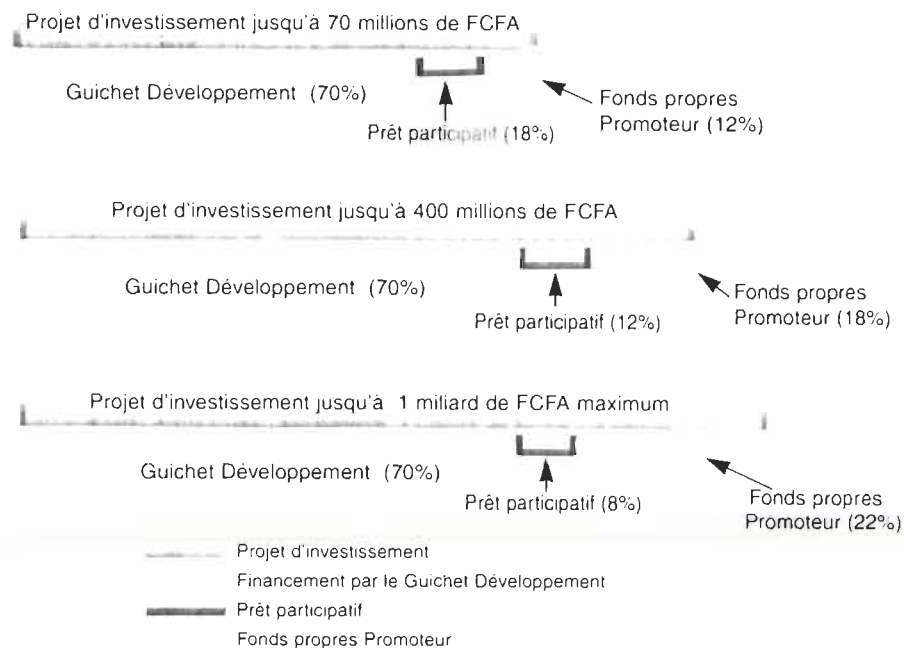 Projet d'investissement jusqu'à 70 millions de FCFA
Guichet Développement (70%)
Prêt participatif (18%)
Fonds propres
Promoteur (12%)
Projet d'investissement jusqu'à 400 millions de FCFA
Guichet Développement (70%)
Prêt participatif (12%)
Fonds propres
Promoteur (18%)
Projet d'investissement jusqu'à 1 miliard de FCFA maximum
Guichet Développement (70%)
Prêt participatif (8%)
Fonds propres
Promoteur (22%)
Projet d'investissement
Financement par le Guichet Développement
Prêt participatif
Fonds propres Promoteur